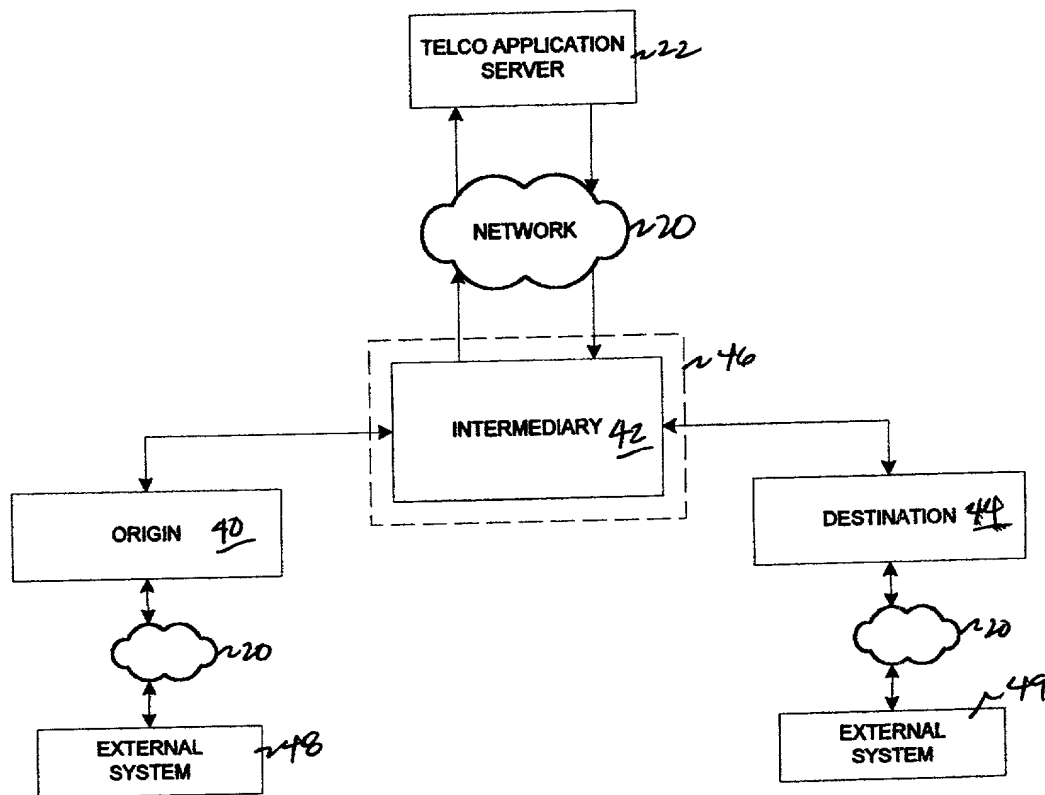 TELCO APPLICATION
SERVER
22
NETWORK
20
46
INTERMEDIARY 42
ORIGIN 40
DESTINATION 44
20
20
EXTERNAL
SYSTEM
48
EXTERNAL
SYSTEM
49